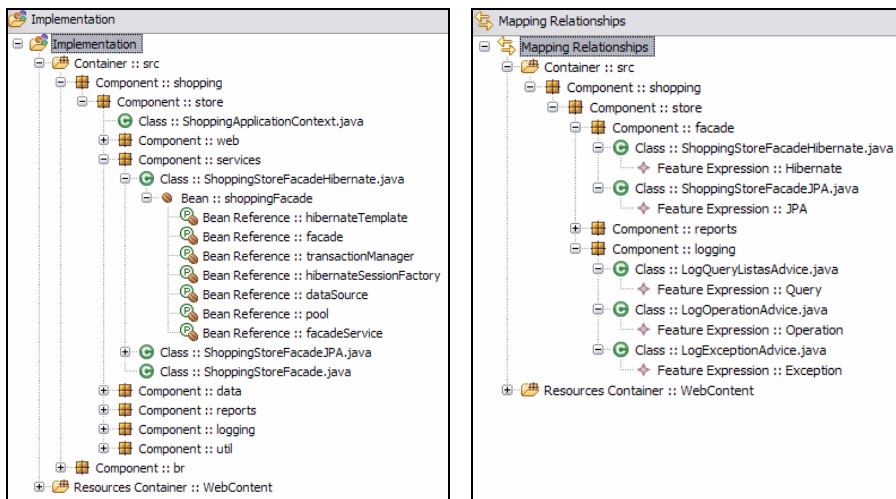 Implementation
Implementation
Container :: src
Component :: shopping
Component :: store
Class :: ShoppingApplicationContext.java
Component :: web
Component :: services
Class :: ShoppingStoreFacadeHibernate.java
Bean :: shoppingFacade
Bean Reference :: hibernateTemplate
Bean Reference :: facade
Bean Reference :: transactionManager
Bean Reference :: hibernateSessionFactory
Bean Reference :: dataSource
Bean Reference :: pool
Bean Reference :: facadeService
Class :: ShoppingStoreFacadeJPA.java
Class :: ShoppingStoreFacade.java
Component :: data
Component :: reports
Component :: logging
Component :: util
Component :: br
Resources Container :: WebContent
Mapping Relationships
Mapping Relationships
Container :: src
Component :: shopping
Component :: store
Component :: facade
Class :: ShoppingStoreFacadeHibernate.java
Feature Expression :: Hibernate
Class :: ShoppingStoreFacadeJPA.java
Feature Expression :: JPA
Component :: reports
Component :: logging
Class :: LogQueryListasAdvice.java
Feature Expression :: Query
Class :: LogOperationAdvice.java
Feature Expression :: Operation
Class :: LogExceptionAdvice.java
Feature Expression :: Exception
Resources Container :: WebContent